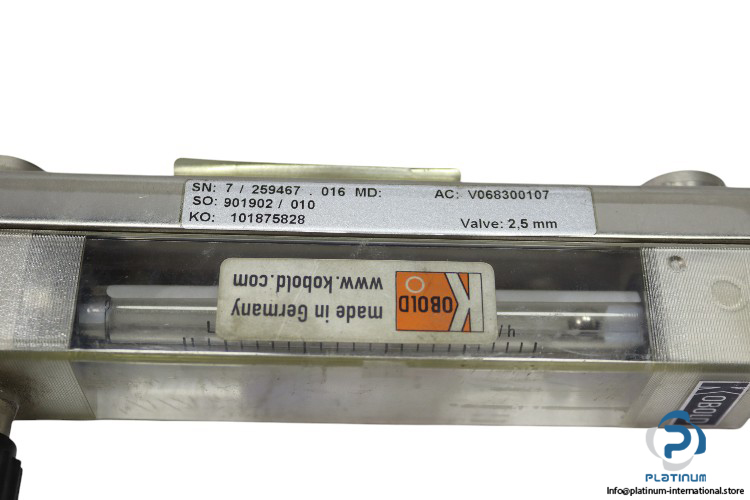 SN: 7 / 259467 . 016 MD: AC: V068300107
SO: 901902 / 010
KO: 101875828 Valve: 2,5 mm
made in Germany
www.kobold.com
KOBOLD
KOBOLD
PLATINUM
Info@platinum-international.store